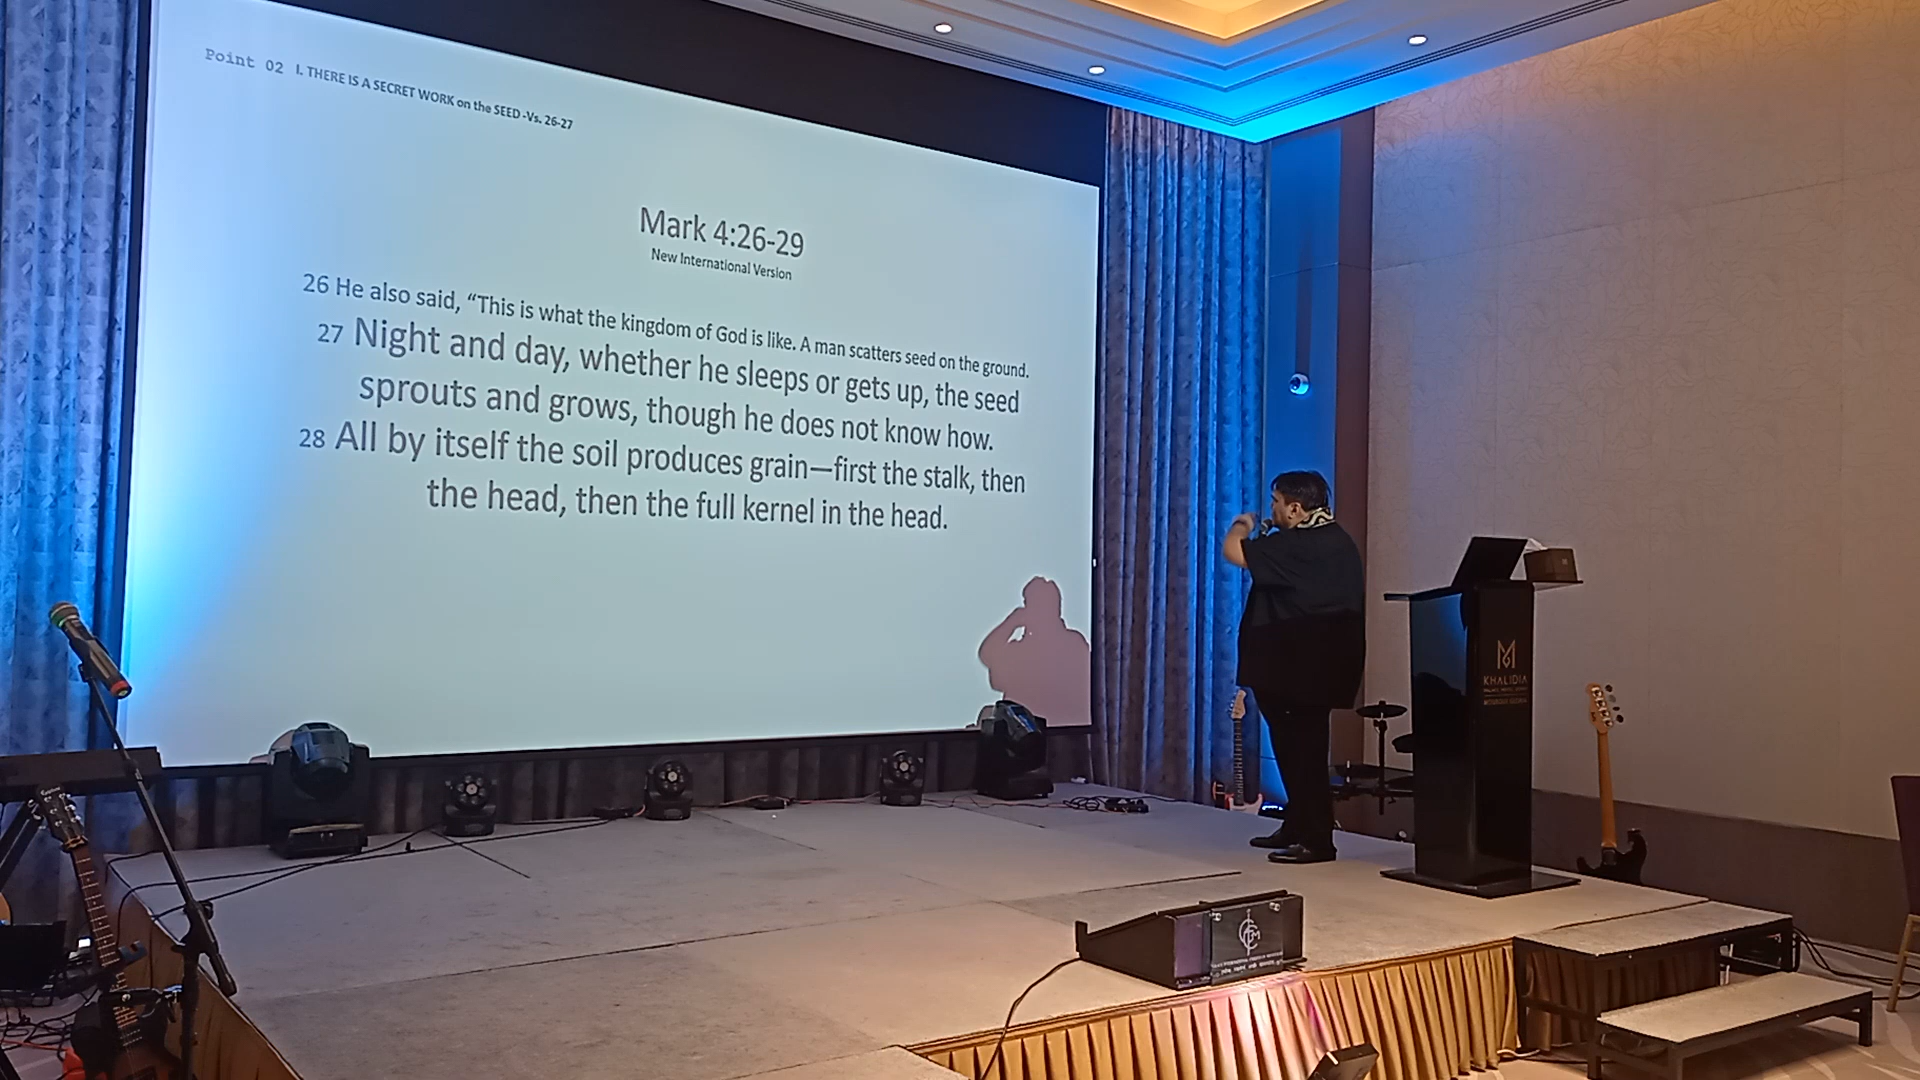 Point 02 I. THERE IS A SECRET WORK on the SEED -Vs. 26-27
Mark 4:26-29
New International Version
26 He also said, “This is what the kingdom of God is like. A man scatters seed on the ground.
27 Night and day, whether he sleeps or gets up, the seed
sprouts and grows, though he does not know how.
28 All by itself the soil produces grain—first the stalk, then
the head, then the full kernel in the head.
KHALIDIA